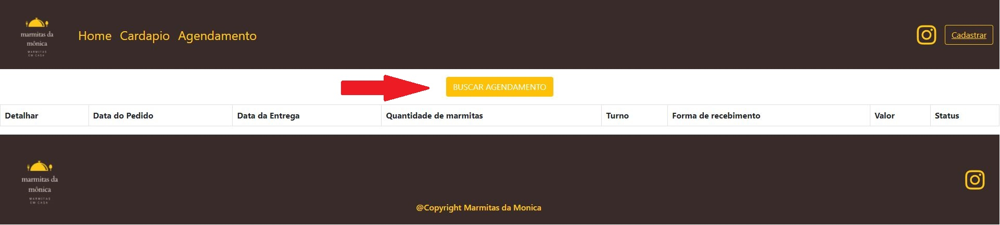 marmitas da
mônica
MARMITAS
EM CASA
Home Cardapio Agendamento
Cadastrar
BUSCAR AGENDAMENTO
Detalhar Data do Pedido Data da Entrega Quantidade de marmitas Turno Forma de recebimento Valor Status
marmitas da
mônica
MARMITAS
EM CASA
@Copyright Marmitas da Monica